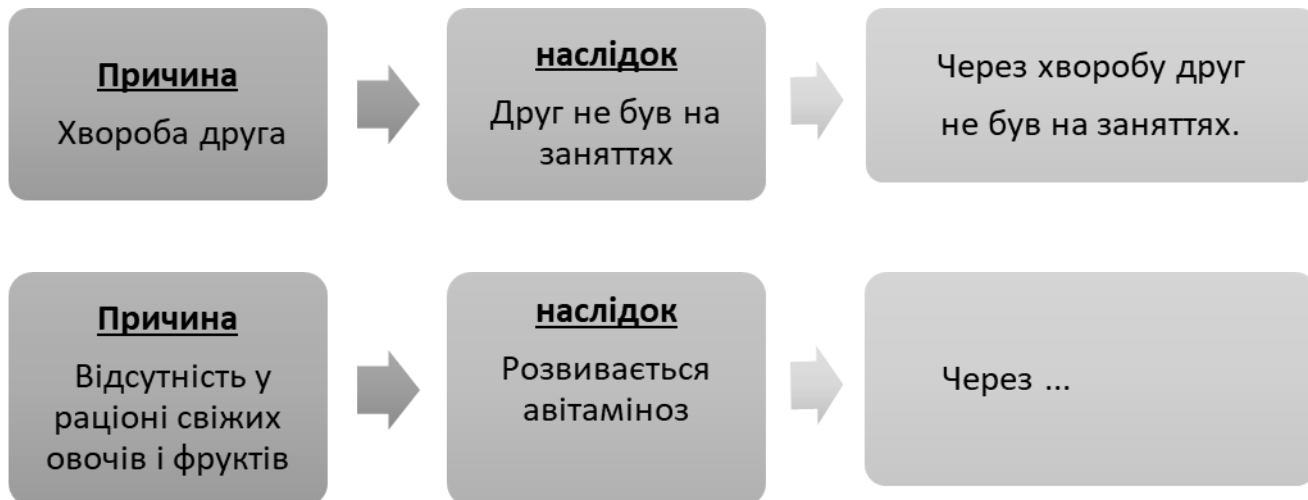 Причина
Хвороба друга
наслідок
Друг не був на
заняттях
Через хворобу друг
не був на заняттях.
Причина
Відсутність у
раціоні свіжих
овочів і фруктів
наслідок
Розвивається
авітаміноз
Через ...